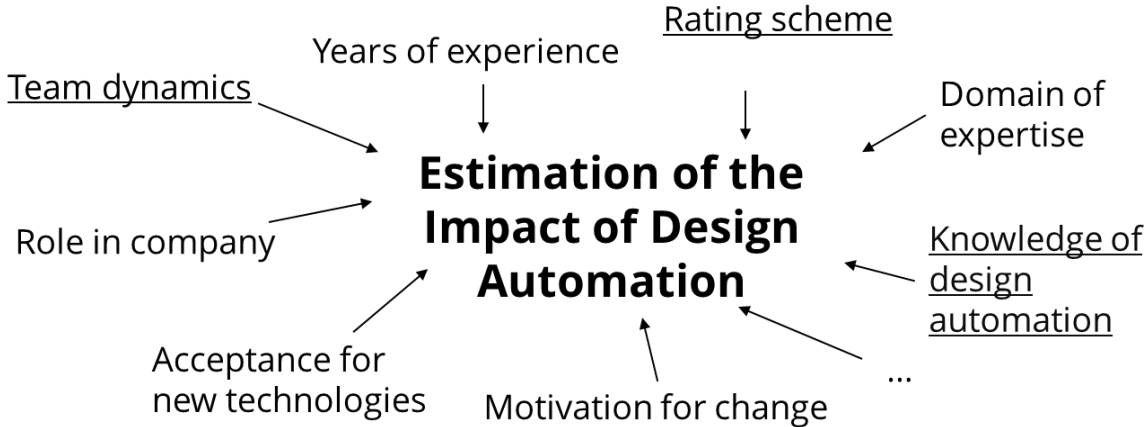 Rating scheme
Years of experience
Team dynamics
Domain of
expertise
Estimation of the
Impact of Design
Automation
Role in company
Knowledge of
design
automation
Acceptance for
new technologies
Motivation for change
...